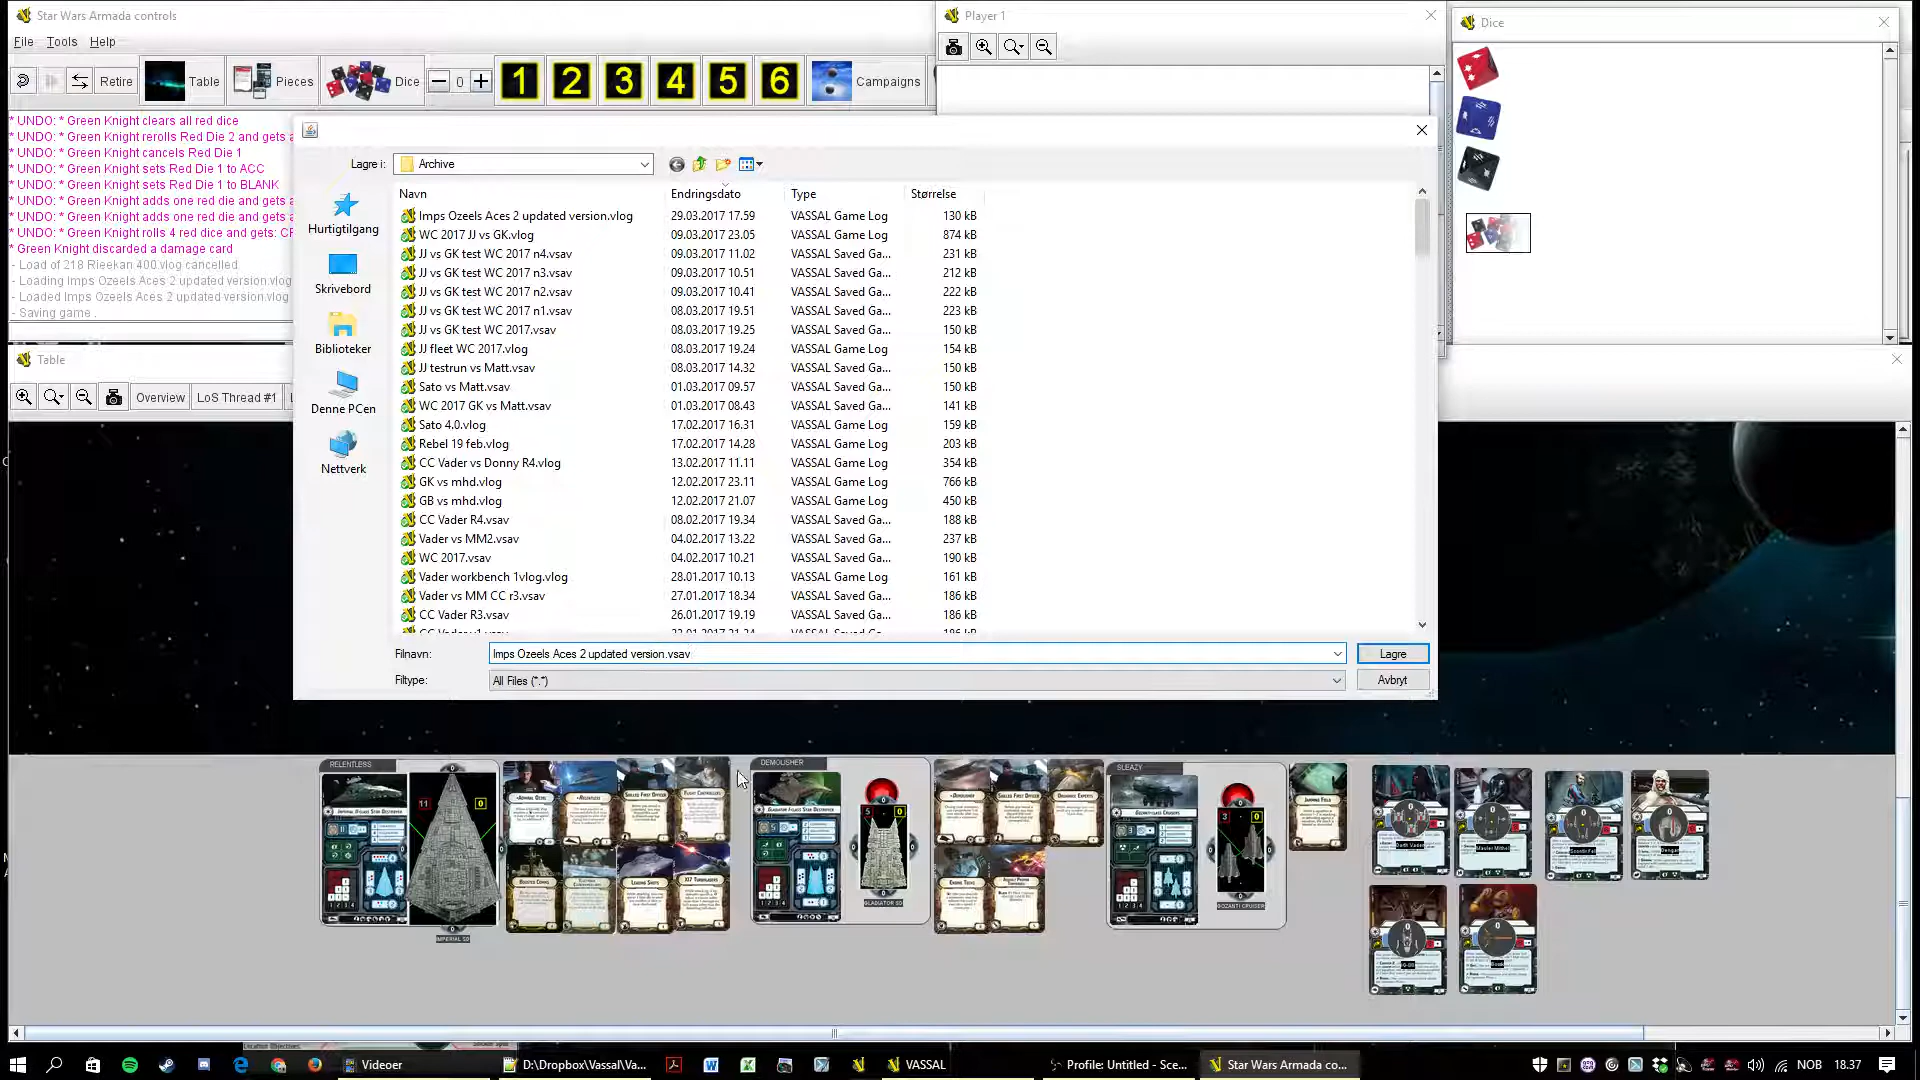 Star Wars Armada controls
File Tools Help
Retire Table Pieces Dice 0 1 2 3 4 5 6 Campaigns
Player 1
Dice
* UNDO: * Green Knight clears all red dice
* UNDO: * Green Knight rerolls Red Die 2 and gets
* UNDO: * Green Knight cancels Red Die 1
* UNDO: * Green Knight sets Red Die 1 to ACC
* UNDO: * Green Knight sets Red Die 1 to BLANK
* UNDO: * Green Knight adds one red die and gets
* UNDO: * Green Knight adds one red die and gets
* UNDO: * Green Knight rolls 4 red dice and gets:
* Green Knight discarded a damage card
- Load of 218 Rieekan 400.vlog cancelled
- Loading Imps Ozeels Aces 2 updated version.vlog
- Loaded Imps Ozeels Aces 2 updated version.vlog
- Saving game .
Table
Overview LoS Thread #1
Lagre i: Archive
Hurtigtilgang
Skrivebord
Biblioteker
Denne PCen
Nettverk
Navn Endringsdato Type Størrelse
Imps Ozeels Aces 2 updated version.vlog 29.03.2017 17.59 VASSAL Game Log 130 kB
WC 2017 JJ vs GK.vlog 09.03.2017 23.05 VASSAL Game Log 874 kB
JJ vs GK test WC 2017 n4.vsav 09.03.2017 11.02 VASSAL Saved Ga... 231 kB
JJ vs GK test WC 2017 n3.vsav 09.03.2017 10.51 VASSAL Saved Ga... 212 kB
JJ vs GK test WC 2017 n2.vsav 09.03.2017 10.41 VASSAL Saved Ga... 222 kB
JJ vs GK test WC 2017 n1.vsav 08.03.2017 19.51 VASSAL Saved Ga... 223 kB
JJ vs GK test WC 2017.vsav 08.03.2017 19.25 VASSAL Saved Ga... 150 kB
JJ fleet WC 2017.vlog 08.03.2017 19.24 VASSAL Game Log 154 kB
JJ testrun vs Matt.vsav 08.03.2017 14.32 VASSAL Saved Ga... 150 kB
Sato vs Matt.vsav 01.03.2017 09.57 VASSAL Saved Ga... 150 kB
WC 2017 GK vs Matt.vsav 01.03.2017 08.43 VASSAL Saved Ga... 141 kB
Sato 4.0.vlog 17.02.2017 16.31 VASSAL Game Log 159 kB
Rebel 19 feb.vlog 17.02.2017 14.28 VASSAL Game Log 203 kB
CC Vader vs Donny R4.vlog 13.02.2017 11.11 VASSAL Game Log 354 kB
GK vs mhd.vlog 12.02.2017 23.11 VASSAL Game Log 766 kB
GB vs mhd.vlog 12.02.2017 21.07 VASSAL Game Log 450 kB
CC Vader R4.vsav 08.02.2017 19.34 VASSAL Saved Ga... 188 kB
Vader vs MM2.vsav 04.02.2017 13.22 VASSAL Saved Ga... 237 kB
WC 2017.vsav 04.02.2017 10.21 VASSAL Saved Ga... 190 kB
Vader workbench 1vlog.vlog 28.01.2017 10.13 VASSAL Game Log 161 kB
Vader vs MM CC r3.vsav 27.01.2017 18.34 VASSAL Saved Ga... 186 kB
CC Vader R3.vsav 26.01.2017 19.19 VASSAL Saved Ga... 186 kB
Filnavn: Imps Ozeels Aces 2 updated version.vsav Lagre
Filtype: All Files (*.*) Avbryt
RELENTLESS
DEMOLISHER
SLEAZY
IMPERIAL SD
GLADIATOR SD
GOZANTI CRUISER
Videoer D:\Dropbox\Vassal\Va... VASSAL Profile: Untitled - Sce... Star Wars Armada co... NOB 18.37